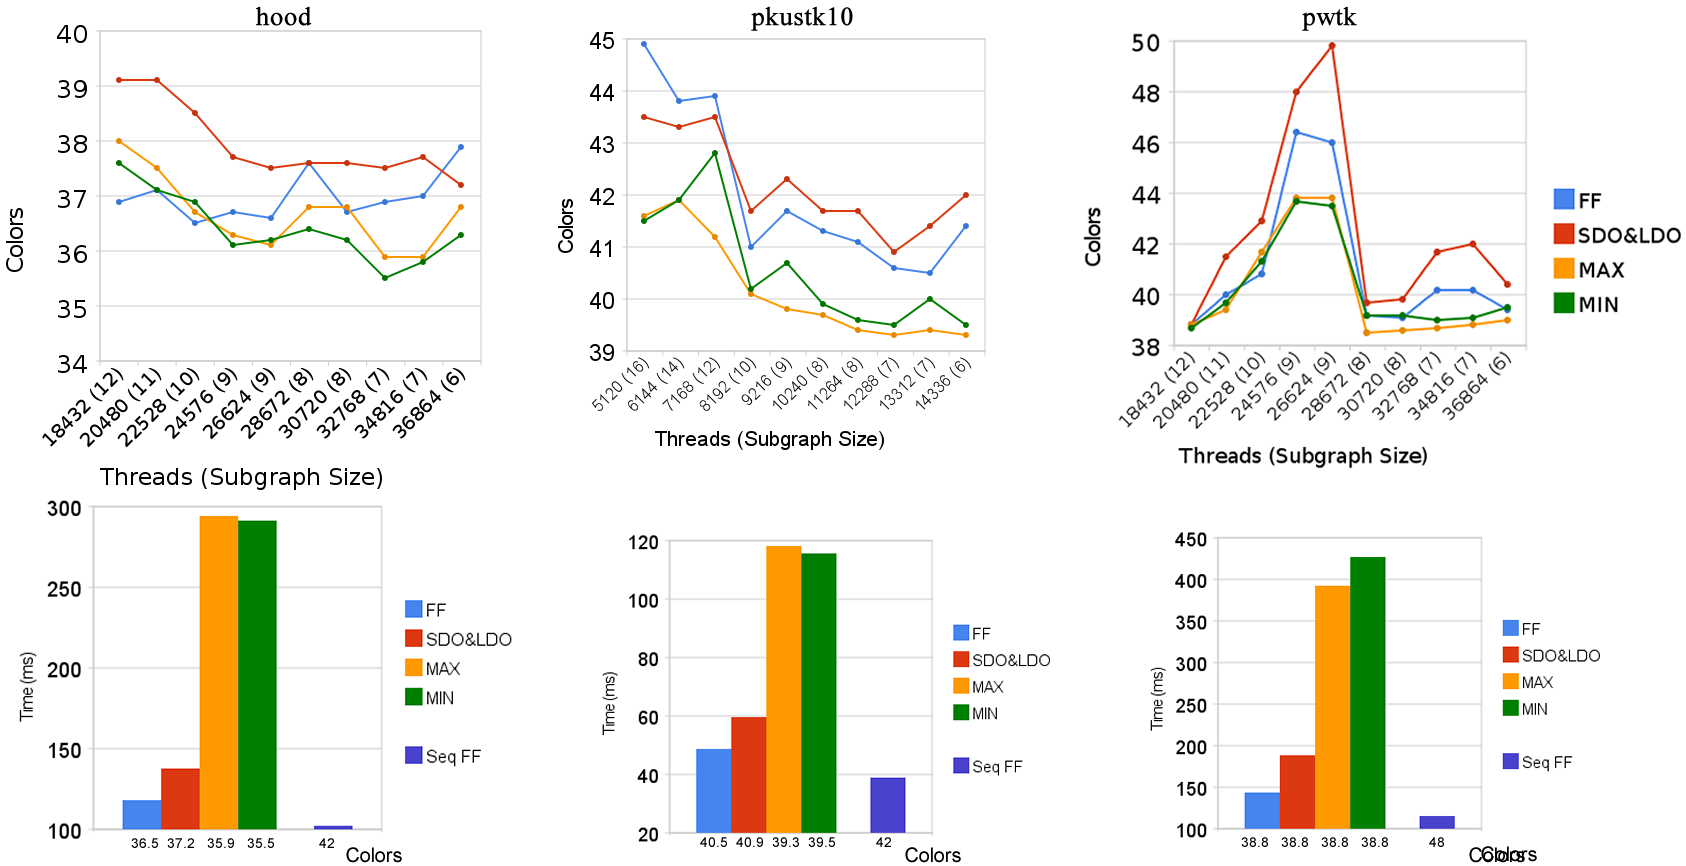 hood
40
39
38
37
36
35
34
Colors
18432 (12)
20480 (11)
22528 (10)
24576 (9)
26624 (9)
28672 (8)
30720 (8)
32768 (7)
34816 (7)
36864 (6)
Threads (Subgraph Size)
pkustk10
45
44
43
42
41
40
39
Colors
5120 (16)
6144 (14)
7168 (12)
8192 (10)
9216 (9)
10240 (8)
11264 (8)
12288 (7)
13312 (7)
14336 (6)
Threads (Subgraph Size)
pwtk
50
48
46
44
42
40
38
Colors
18432 (12)
20480 (11)
22528 (10)
24576 (9)
26624 (9)
28672 (8)
30720 (8)
32768 (7)
34816 (7)
36864 (6)
Threads (Subgraph Size)
FF
SDO&LDO
MAX
MIN
300
250
200
150
100
Time (ms)
36.5 37.2 35.9 35.5 42
Colors
FF
SDO&LDO
MAX
MIN
Seq FF
120
100
80
60
40
20
Time (ms)
40.5 40.9 39.3 39.5 42
Colors
FF
SDO&LDO
MAX
MIN
Seq FF
450
400
350
300
250
200
150
100
Time (ms)
38.8 38.8 38.8 38.8 48
Colors
Colors
FF
SDO&LDO
MAX
MIN
Seq FF